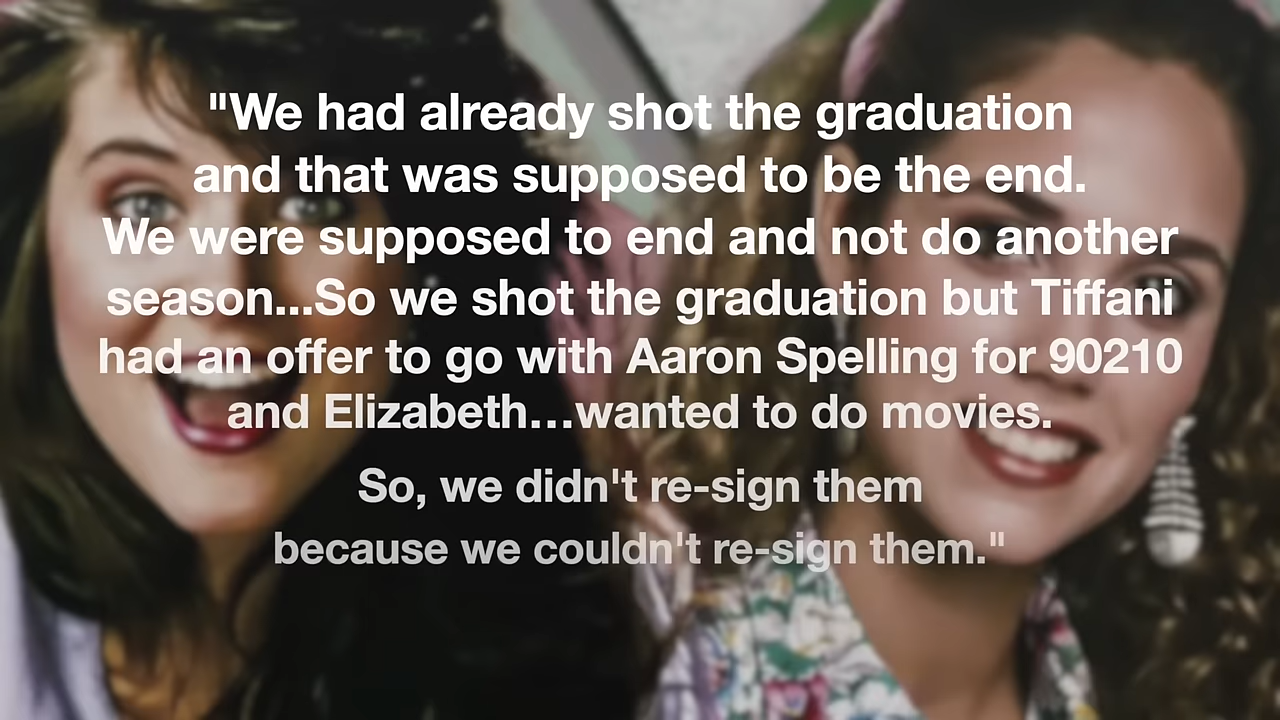 "We had already shot the graduation
and that was supposed to be the end.
We were supposed to end and not do another
season...So we shot the graduation but Tiffani
had an offer to go with Aaron Spelling for 90210
and Elizabeth...wanted to do movies.
So, we didn't re-sign them
because we couldn't re-sign them."